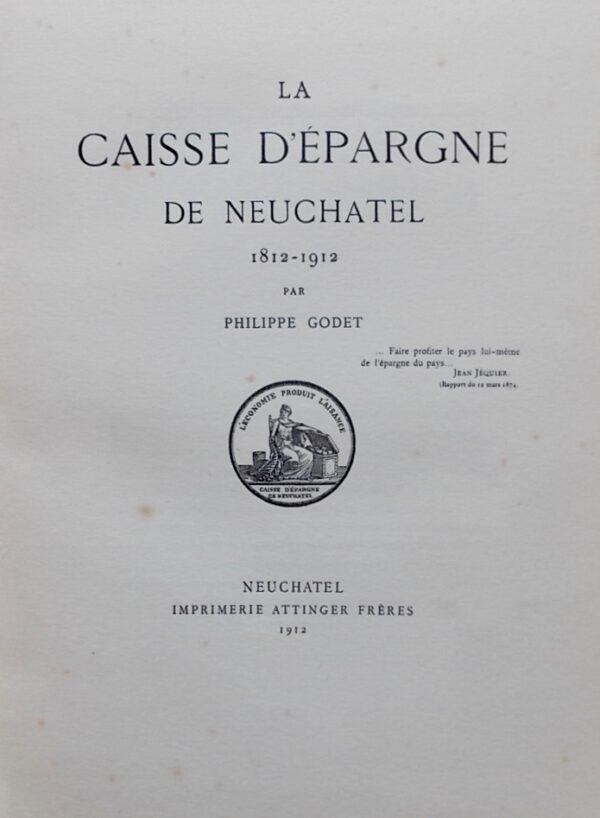 LA
CAISSE D'ÉPARGNE
DE NEUCHATEL
1812-1912
PAR
PHILIPPE GODET
... Faire profiter le pays lui-même
de l'épargne du pays...
JEAN JÉQUIER.
(Rapport du 12 mars 1874.
L'ÉCONOMIE PRODUIT L'AISANCE
CAISSE D'ÉPARGNE
DE NEUCHATEL
NEUCHATEL
IMPRIMERIE ATTINGER FRÈRES
1912